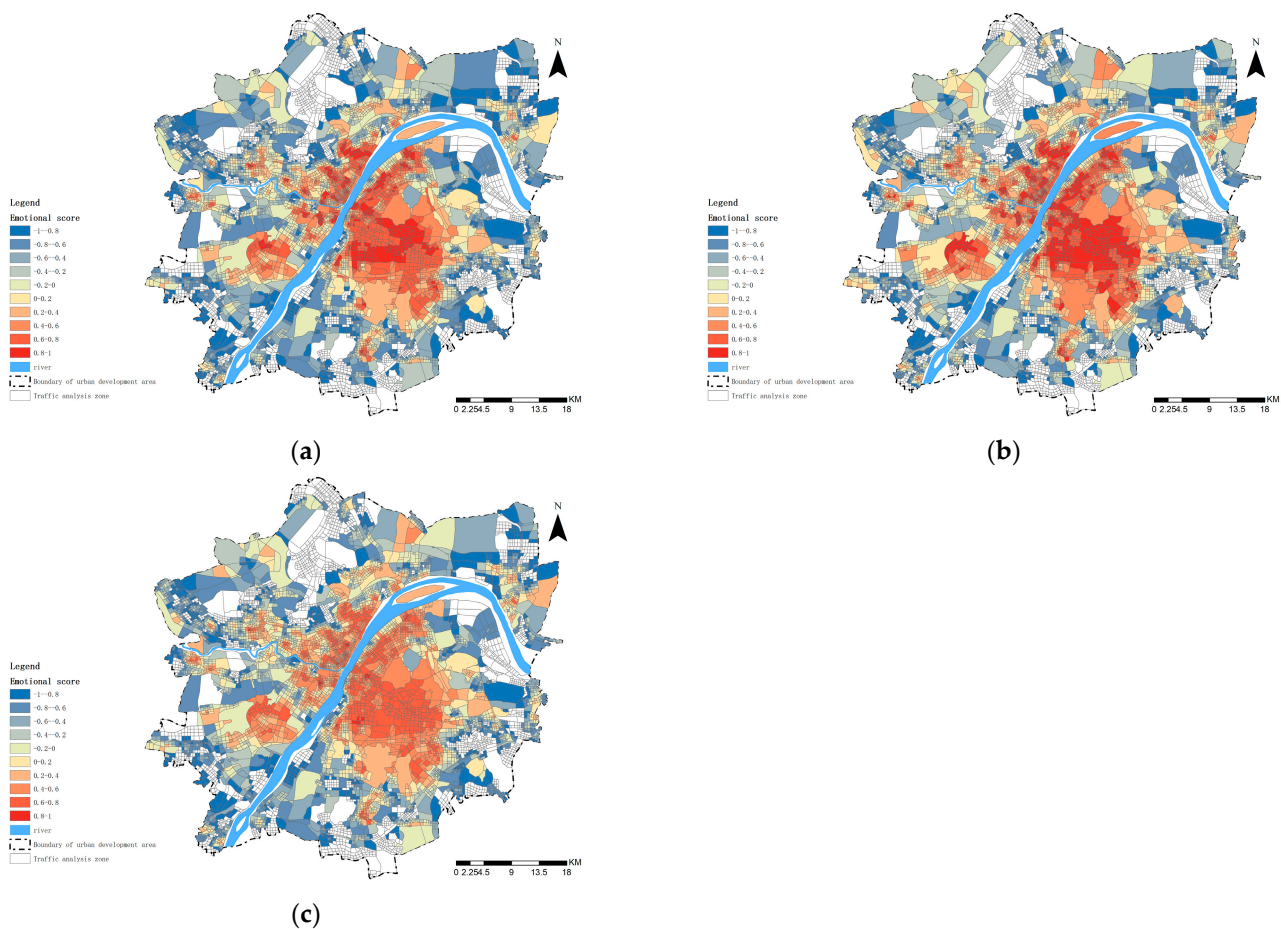 N
Legend
Emotional score
-1--0.8
-0.8--0.6
-0.6--0.4
-0.4--0.2
-0.2-0
0-0.2
0.2-0.4
0.4-0.6
0.6-0.8
0.8-1
river
Boundary of urban development area
Traffic analysis zone
KM
0 2.254.5 9 13.5 18
(a)
N
Legend
Emotional score
-1--0.8
-0.8--0.6
-0.6--0.4
-0.4--0.2
-0.2-0
0-0.2
0.2-0.4
0.4-0.6
0.6-0.8
0.8-1
river
Boundary of urban development area
Traffic analysis zone
KM
0 2.254.5 9 13.5 18
(b)
N
Legend
Emotional score
-1--0.8
-0.8--0.6
-0.6--0.4
-0.4--0.2
-0.2-0
0-0.2
0.2-0.4
0.4-0.6
0.6-0.8
0.8-1
river
Boundary of urban development area
Traffic analysis zone
KM
0 2.254.5 9 13.5 18
(c)